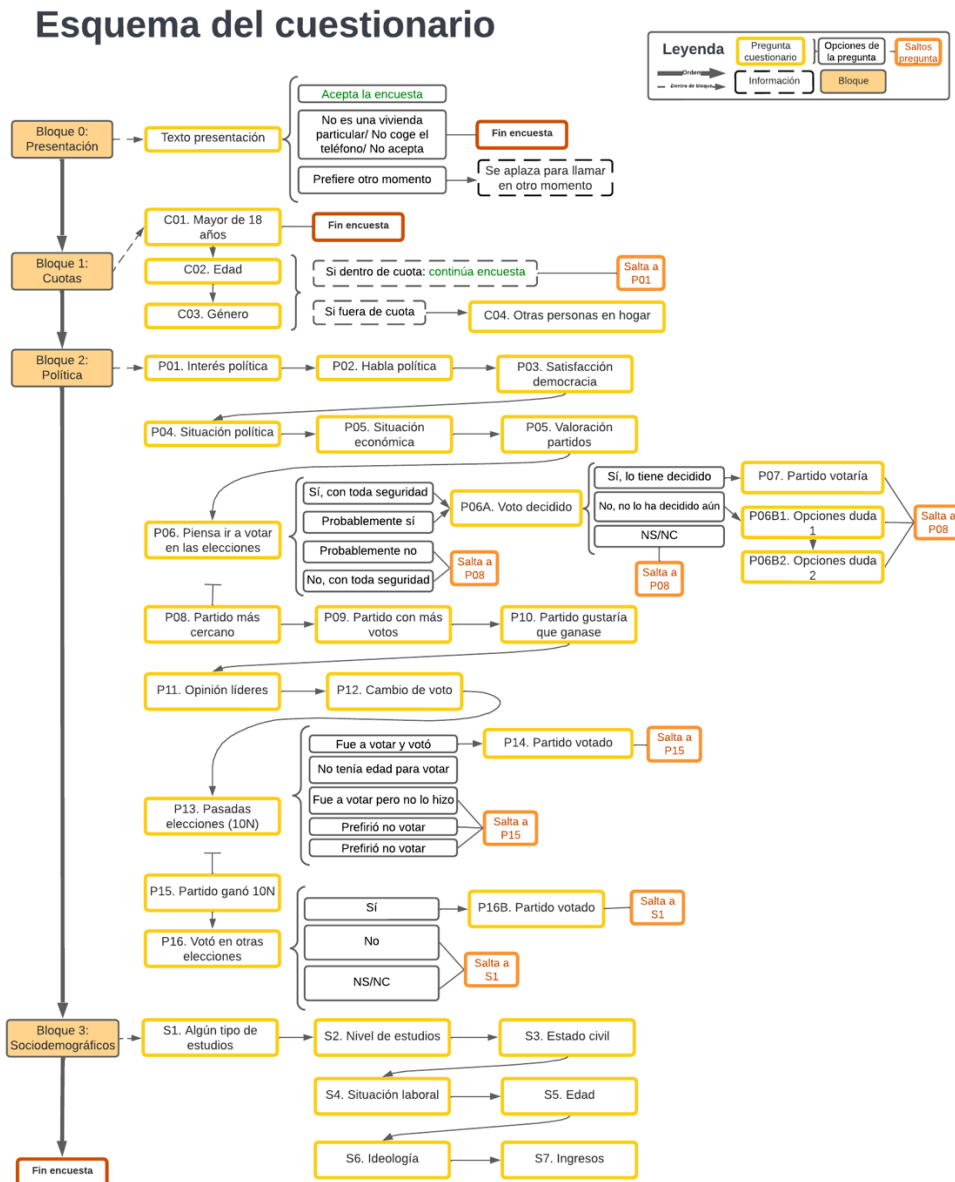 Esquema del cuestionario
Leyenda
Orden
Dentro de bloque
Pregunta
cuestionario
Opciones de
la pregunta
Saltos
pregunta
Información
Bloque
Bloque 0:
Presentación
Texto presentación
Acepta la encuesta
No es una vivienda
particular/ No coge el
teléfono/ No acepta
Fin encuesta
Prefiere otro momento
Se aplaza para llamar
en otro momento
Bloque 1:
Cuotas
C01. Mayor de 18
años
Fin encuesta
C02. Edad
C03. Género
Si dentro de cuota: continúa encuesta
Salta a
P01
Si fuera de cuota
C04. Otras personas en hogar
Bloque 2:
Política
P01. Interés política
P02. Habla política
P03. Satisfacción
democracia
P04. Situación política
P05. Situación
económica
P05. Valoración
partidos
P06. Piensa ir a votar
en las elecciones
Sí, con toda seguridad
Probablemente sí
Probablemente no
No, con toda seguridad
Salta a
P08
P06A. Voto decidido
Sí, lo tiene decidido
No, no lo ha decidido aún
NS/NC
Salta a
P08
P07. Partido votaría
P06B1. Opciones duda
1
P06B2. Opciones duda
2
Salta a
P08
P08. Partido más
cercano
P09. Partido con más
votos
P10. Partido gustaría
que ganase
P11. Opinión líderes
P12. Cambio de voto
P13. Pasadas
elecciones (10N)
Fue a votar y votó
P14. Partido votado
Salta a
P15
No tenía edad para votar
Fue a votar pero no lo hizo
Prefirió no votar
Prefirió no votar
Salta a
P15
P15. Partido ganó 10N
P16. Votó en otras
elecciones
Sí
P16B. Partido votado
Salta a
S1
No
NS/NC
Salta a
S1
Bloque 3:
Sociodemográficos
S1. Algún tipo de
estudios
S2. Nivel de estudios
S3. Estado civil
S4. Situación laboral
S5. Edad
S6. Ideología
S7. Ingresos
Fin encuesta